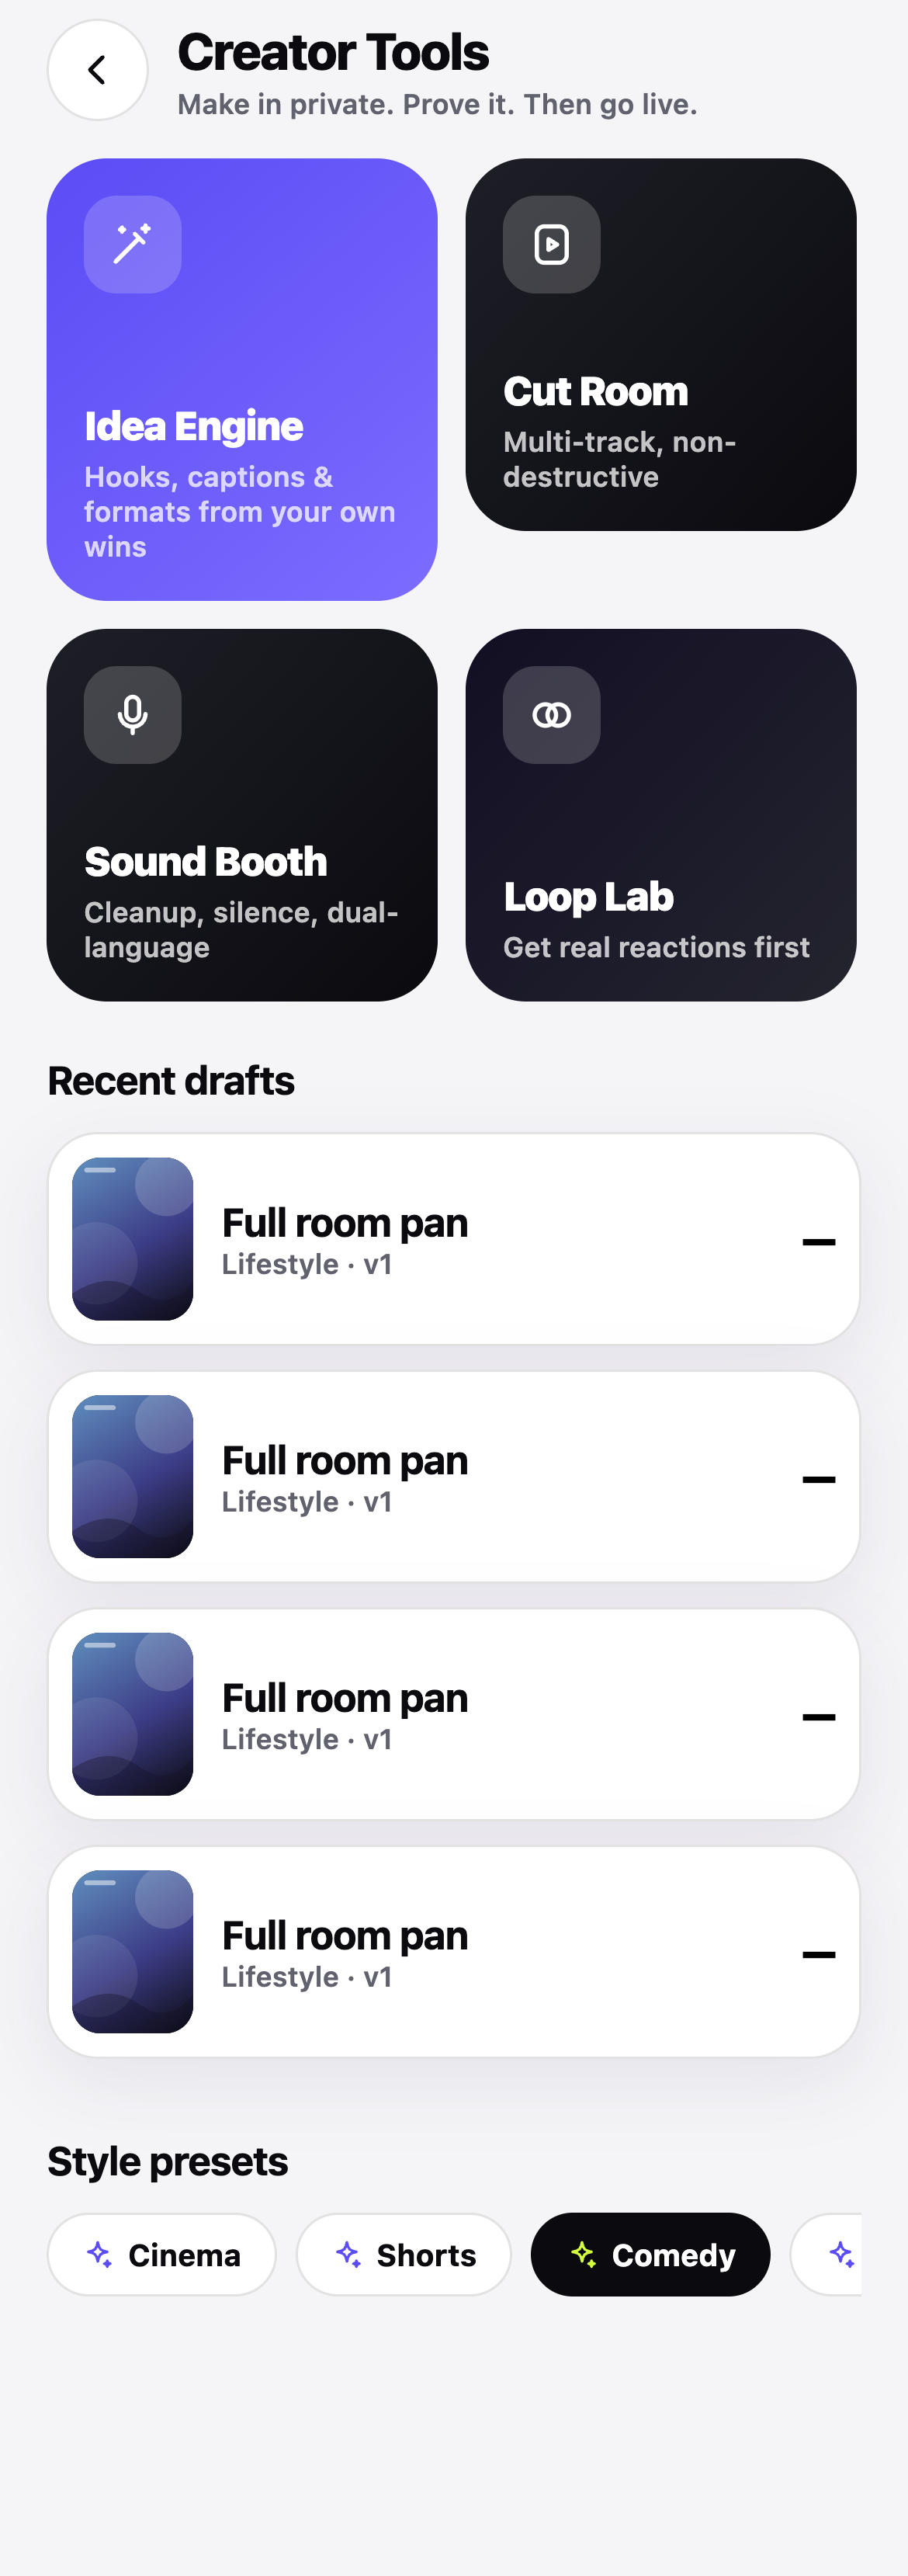 Creator Tools
Make in private. Prove it. Then go live.
Idea Engine
Hooks, captions &
formats from your own
wins
Cut Room
Multi-track, non-
destructive
Sound Booth
Cleanup, silence, dual-
language
Loop Lab
Get real reactions first
Recent drafts
Full room pan
Lifestyle · v1
—
Full room pan
Lifestyle · v1
—
Full room pan
Lifestyle · v1
—
Full room pan
Lifestyle · v1
—
Style presets
Cinema
Shorts
Comedy